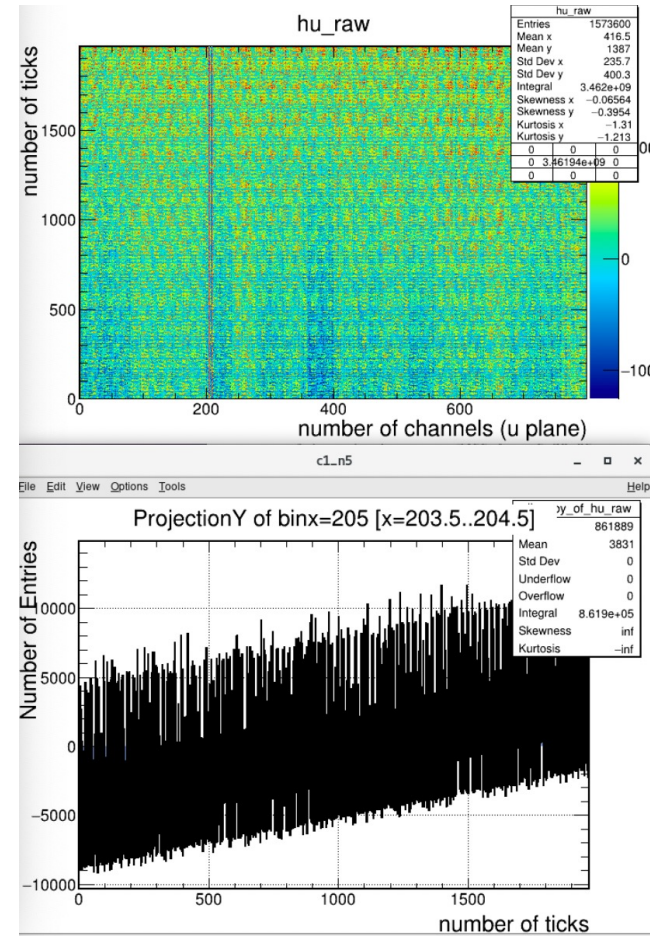 hu_raw
hu_raw
Entries 1573600
Mean x 416.5
Mean y 1387
Std Dev x 235.7
Std Dev y 400.3
Integral 3.462e+09
Skewness x −0.06564
Skewness y −0.3954
Kurtosis x −1.31
Kurtosis y −1.213
0 0 0
0 3.46194e+09 0
0 0 0
number of ticks
1500
1000
500
0
0 200 400 600
number of channels (u plane)
0
−100
c1_n5
File Edit View Options Tools Help
ProjectionY of binx=205 [x=203.5..204.5]
py_of_hu_raw
861889
Mean 3831
Std Dev 0
Underflow 0
Overflow 0
Integral 8.619e+05
Skewness inf
Kurtosis −inf
Number of Entries
10000
5000
0
−5000
−10000
0 500 1000 1500
number of ticks